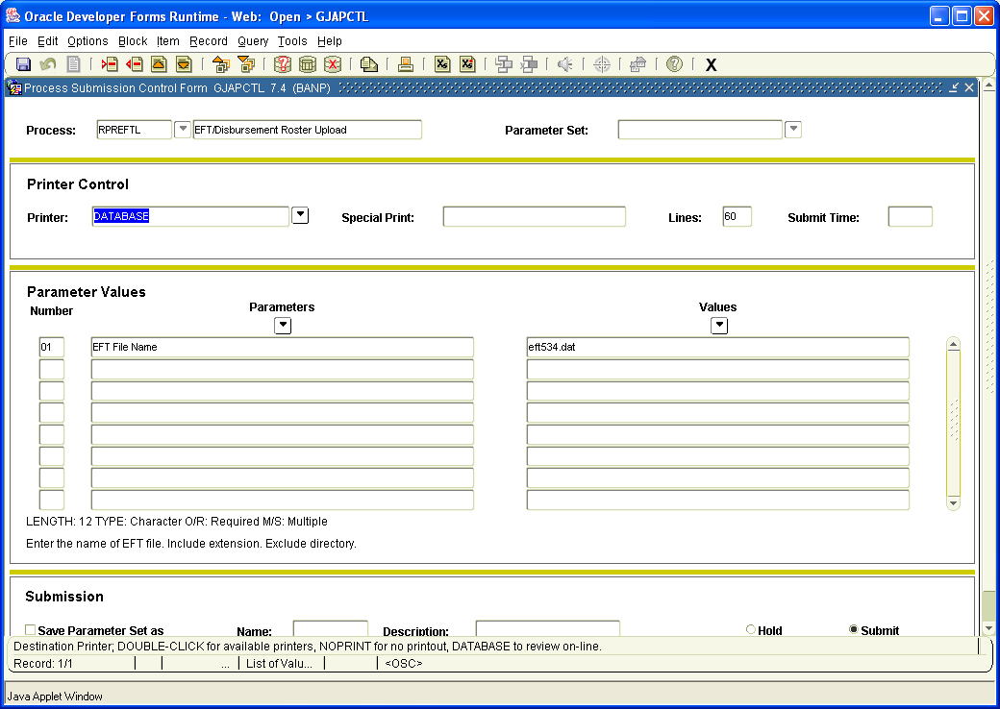 Oracle Developer Forms Runtime - Web: Open > GJAPCTL
File Edit Options Block Item Record Query Tools Help
Process Submission Control Form GJAPCTL 7.4 (BANP)
Process: RPREFTL EFT/Disbursement Roster Upload Parameter Set:
Printer Control
Printer: DATABASE Special Print: Lines: 60 Submit Time:
Parameter Values
Number Parameters Values
01 EFT File Name eft534.dat
LENGTH: 12 TYPE: Character O/R: Required M/S: Multiple
Enter the name of EFT file. Include extension. Exclude directory.
Submission
Save Parameter Set as Name: Description: Hold Submit
Destination Printer; DOUBLE-CLICK for available printers, NOPRINT for no printout, DATABASE to review on-line.
Record: 1/1 ... List of Valu... <OSC>
Java Applet Window